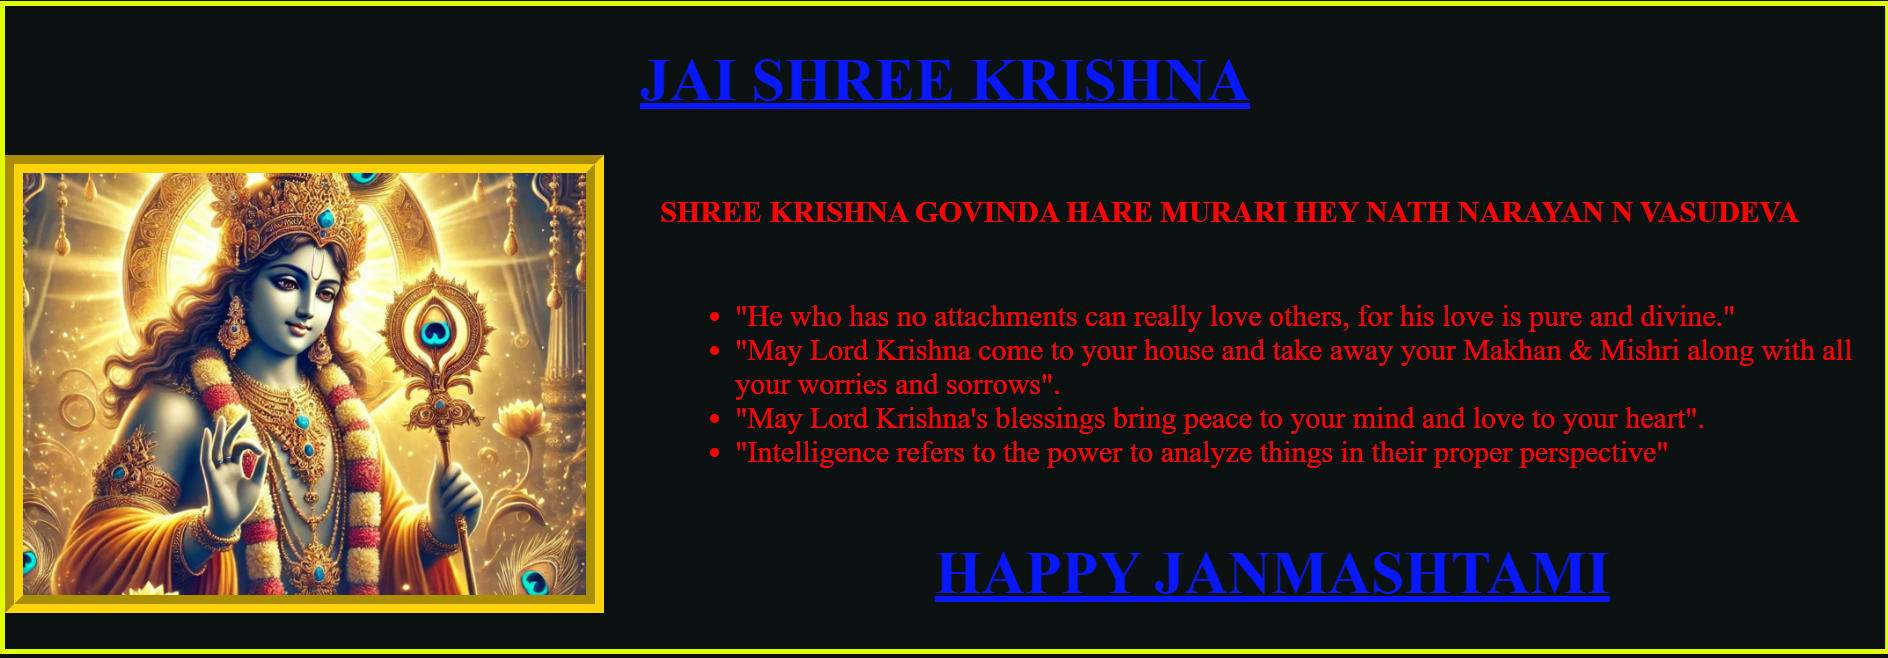 JAI SHREE KRISHNA
SHREE KRISHNA GOVINDA HARE MURARI HEY NATH NARAYAN N VASUDEVA
• "He who has no attachments can really love others, for his love is pure and divine."
• "May Lord Krishna come to your house and take away your Makhan & Mishri along with all
your worries and sorrows".
• "May Lord Krishna's blessings bring peace to your mind and love to your heart".
• "Intelligence refers to the power to analyze things in their proper perspective"
HAPPY JANMASHTAMI